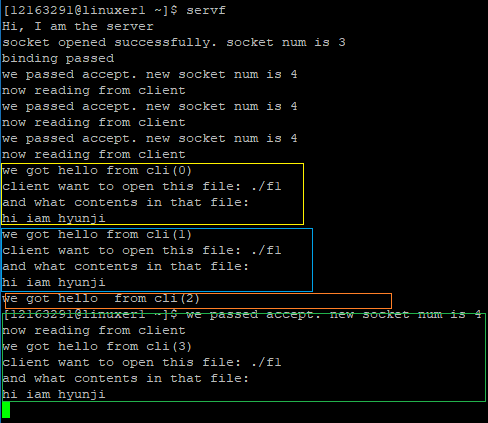 [12163291@linuxer1 ~]$ servf
Hi, I am the server
socket opened successfully. socket num is 3
binding passed
we passed accept. new socket num is 4
now reading from client
we passed accept. new socket num is 4
now reading from client
we passed accept. new socket num is 4
now reading from client
we got hello from cli(0)
client want to open this file: ./f1
and what contents in that file:
hi iam hyunji
we got hello from cli(1)
client want to open this file: ./f1
and what contents in that file:
hi iam hyunji
we got hello  from cli(2)
[12163291@linuxer1 ~]$ we passed accept. new socket num is 4
now reading from client
we got hello from cli(3)
client want to open this file: ./f1
and what contents in that file:
hi iam hyunji